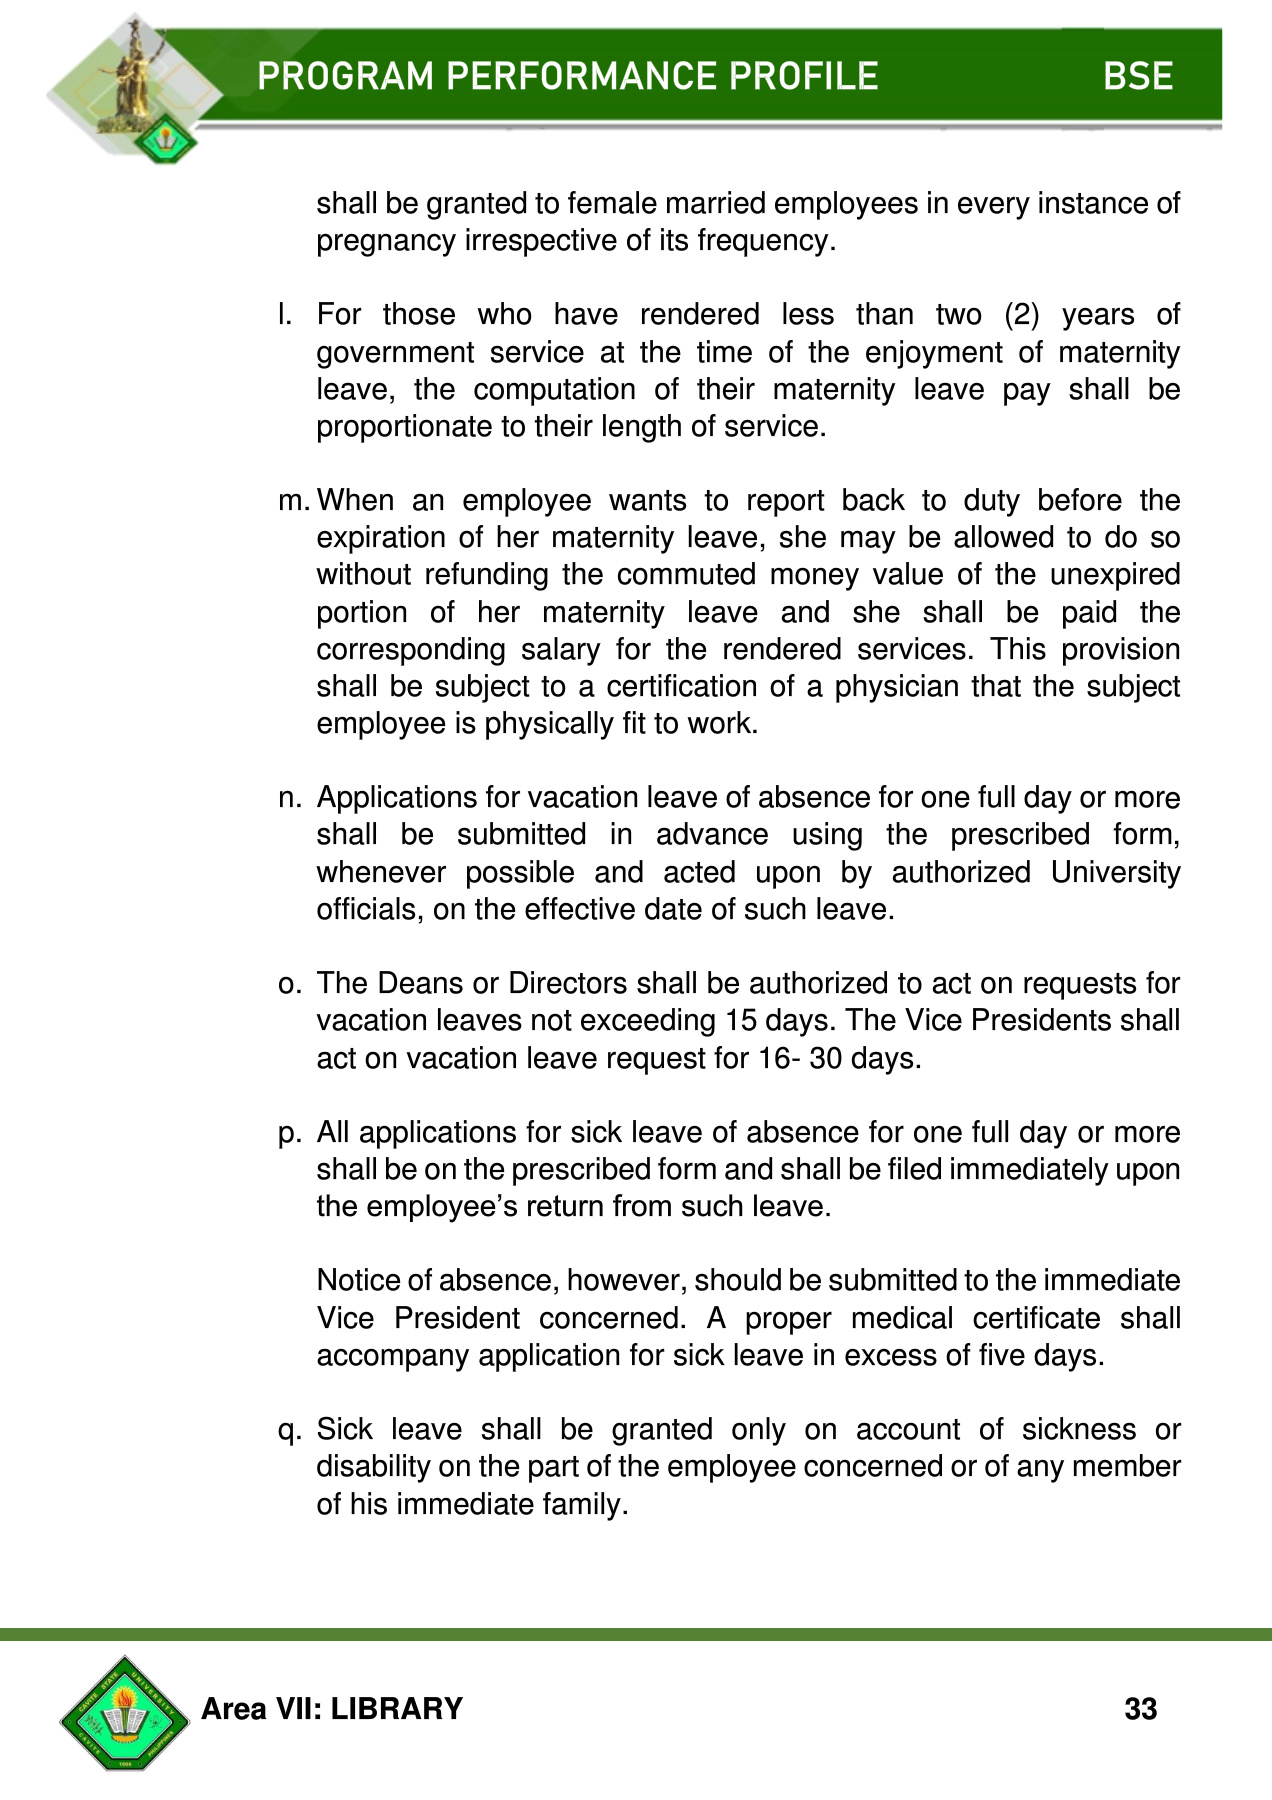 PROGRAM PERFORMANCE PROFILE BSE
shall be granted to female married employees in every instance of
pregnancy irrespective of its frequency.
l. For those who have rendered less than two (2) years of
government service at the time of the enjoyment of maternity
leave, the computation of their maternity leave pay shall be
proportionate to their length of service.
m. When an employee wants to report back to duty before the
expiration of her maternity leave, she may be allowed to do so
without refunding the commuted money value of the unexpired
portion of her maternity leave and she shall be paid the
corresponding salary for the rendered services. This provision
shall be subject to a certification of a physician that the subject
employee is physically fit to work.
n. Applications for vacation leave of absence for one full day or more
shall be submitted in advance using the prescribed form,
whenever possible and acted upon by authorized University
officials, on the effective date of such leave.
o. The Deans or Directors shall be authorized to act on requests for
vacation leaves not exceeding 15 days. The Vice Presidents shall
act on vacation leave request for 16- 30 days.
p. All applications for sick leave of absence for one full day or more
shall be on the prescribed form and shall be filed immediately upon
the employee’s return from such leave.
Notice of absence, however, should be submitted to the immediate
Vice President concerned. A proper medical certificate shall
accompany application for sick leave in excess of five days.
q. Sick leave shall be granted only on account of sickness or
disability on the part of the employee concerned or of any member
of his immediate family.
CAVITE STATE UNIVERSITY
CAVITE PHILIPPINES
1906
Area VII: LIBRARY 33